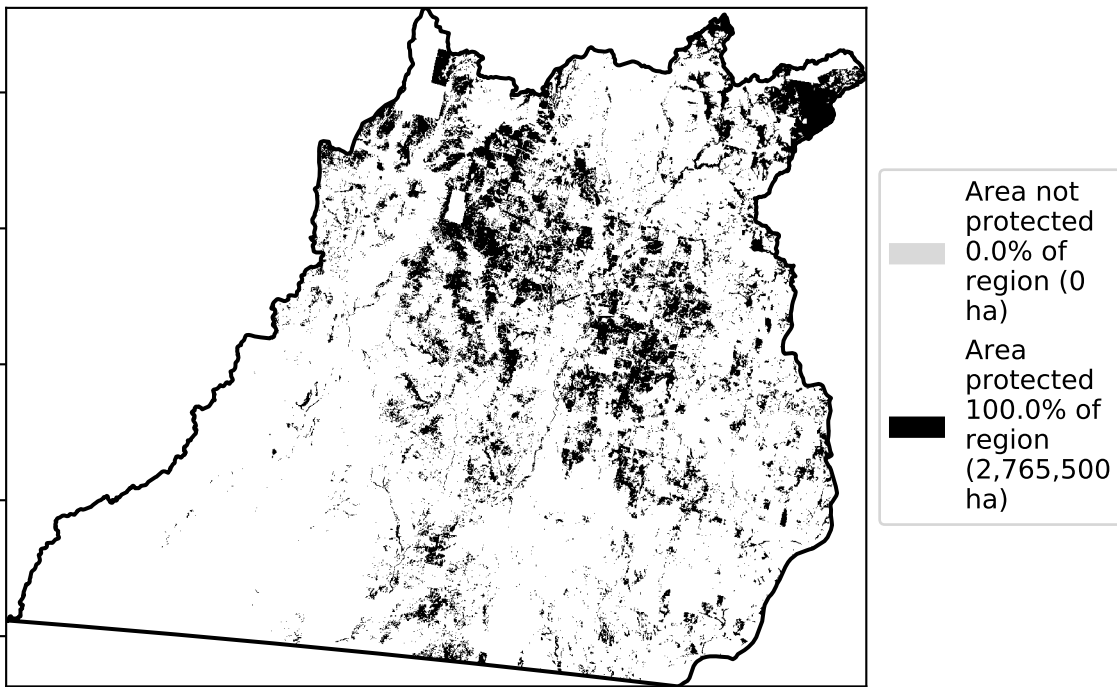 Area not
protected
0.0% of
region (0
ha)
Area
protected
100.0% of
region
(2,765,500
ha)